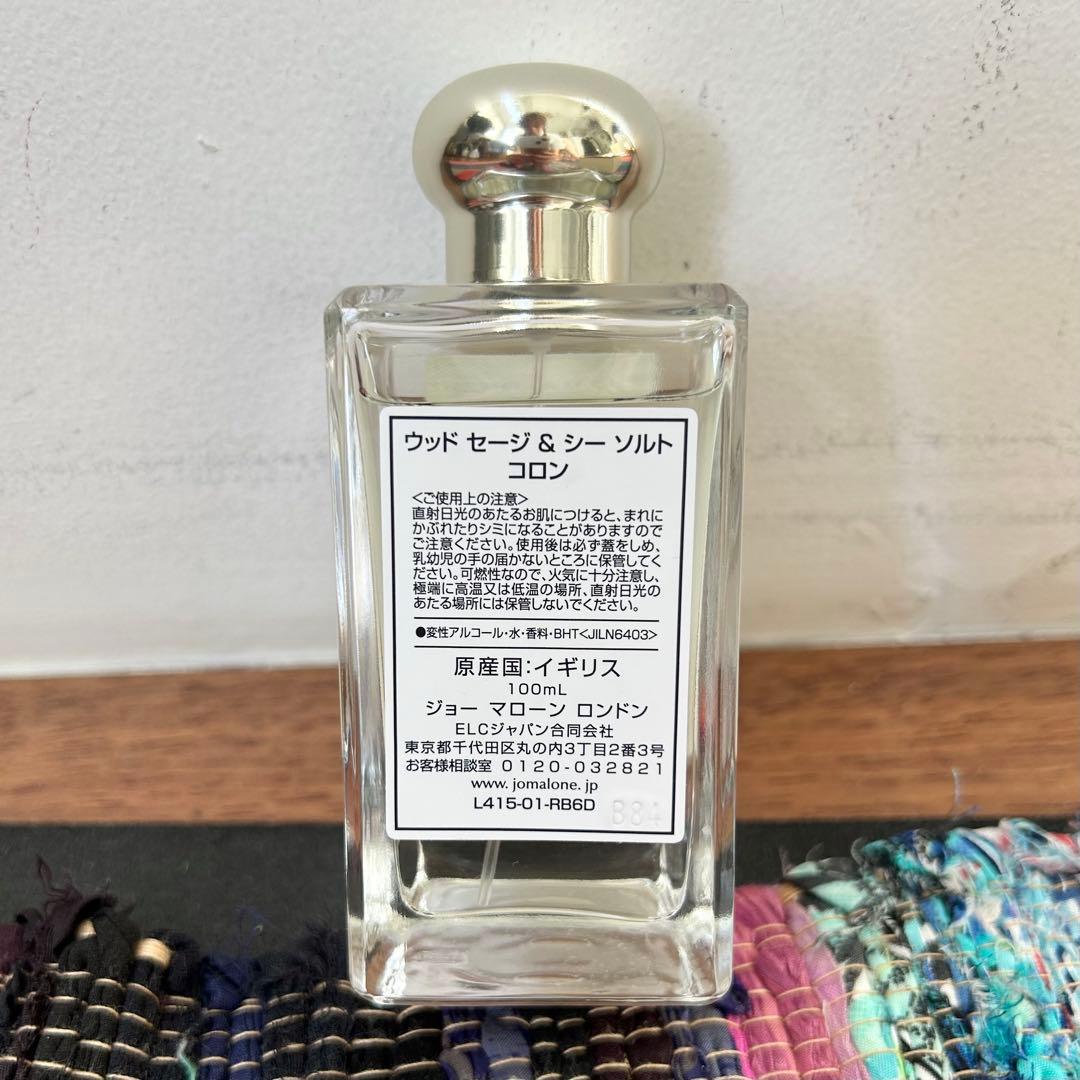 ウッド セージ & シー ソルト
コロン
<ご使用上の注意>
直射日光のあたるお肌につけると、まれに
かぶれたりシミになることがありますので
ご注意ください。使用後は必ず蓋をしめ、
乳幼児の手の届かないところに保管してく
ださい。可燃性なので、火気に十分注意し、
極端に高温又は低温の場所、直射日光の
あたる場所には保管しないでください。
●変性アルコール・水・香料・BHT<JILN6403>
原産国:イギリス
100mL
ジョー マローン ロンドン
ELCジャパン合同会社
東京都千代田区丸の内3丁目2番3号
お客様相談室 0120-032821
www. jomalone. jp
L415-01-RB6D
B84